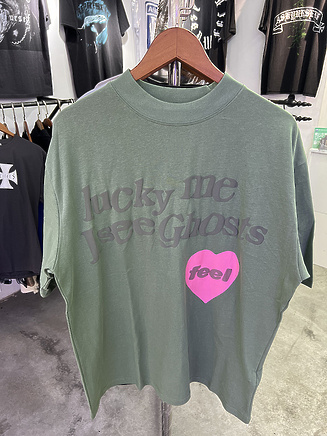 lucky me
I see Ghosts
feel